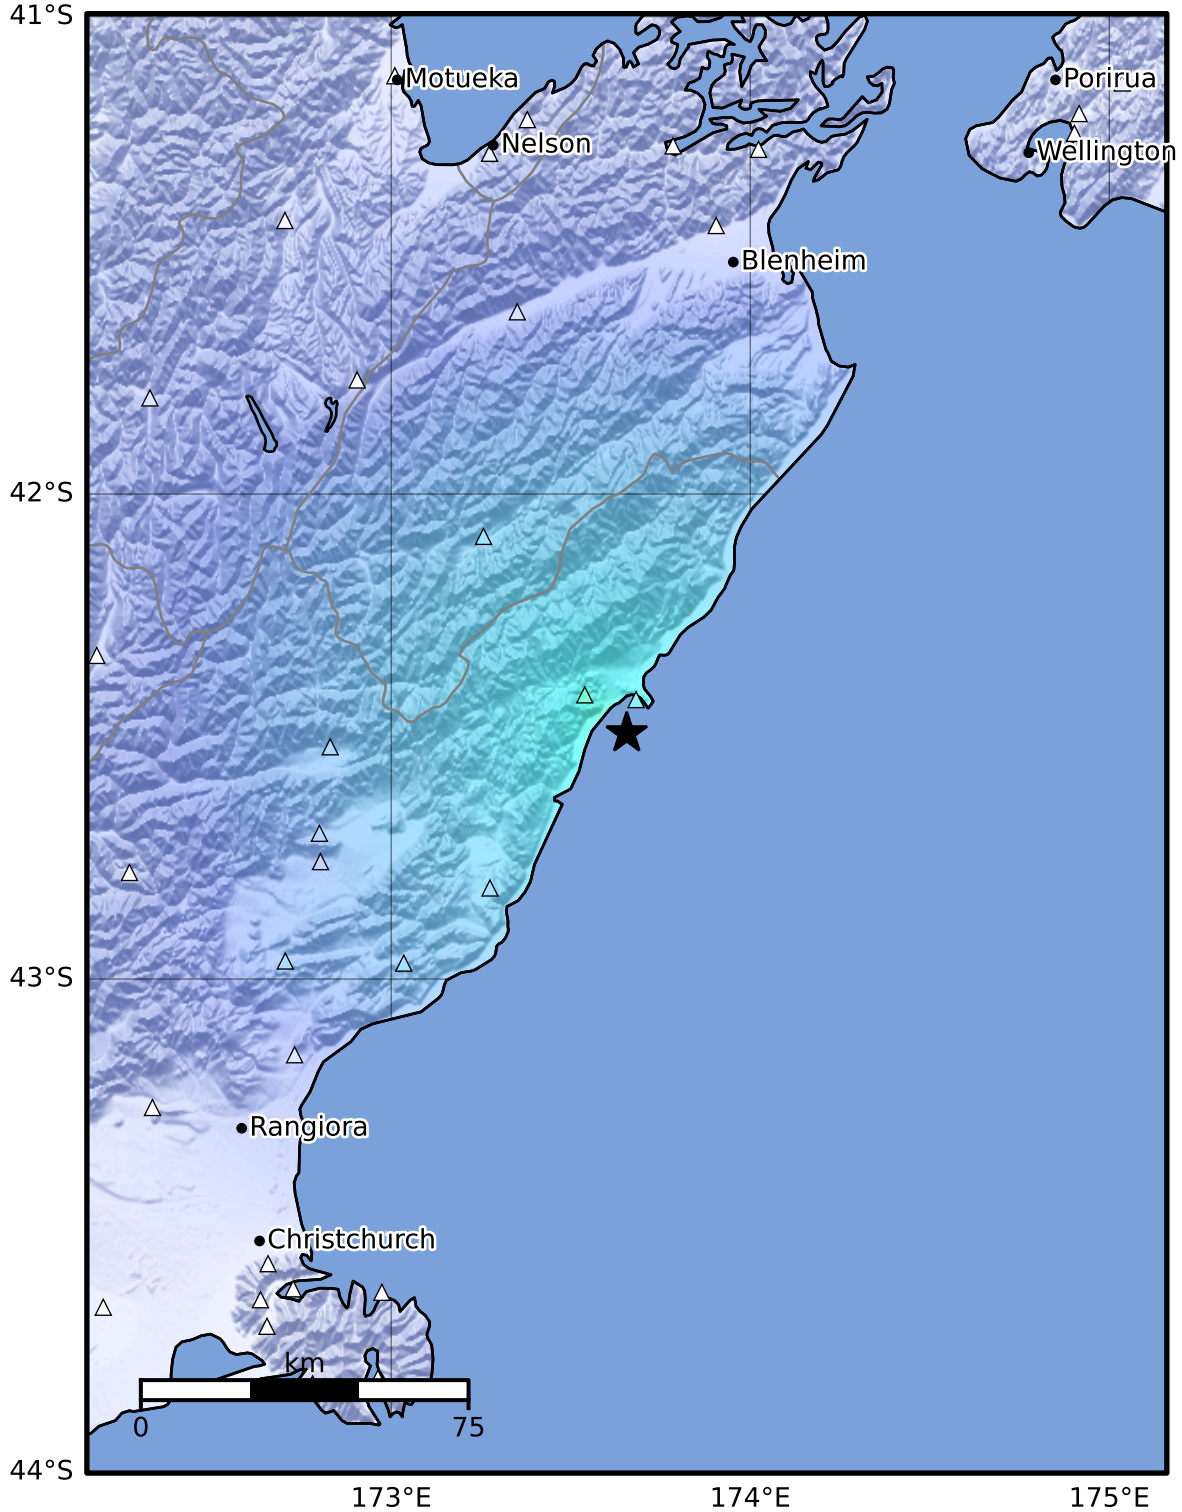 41°S
Motueka
Porirua
Nelson
Wellington
Blenheim
42°S
43°S
Rangiora
Christchurch
km
0
75
44°S
173°E
174°E
175°E